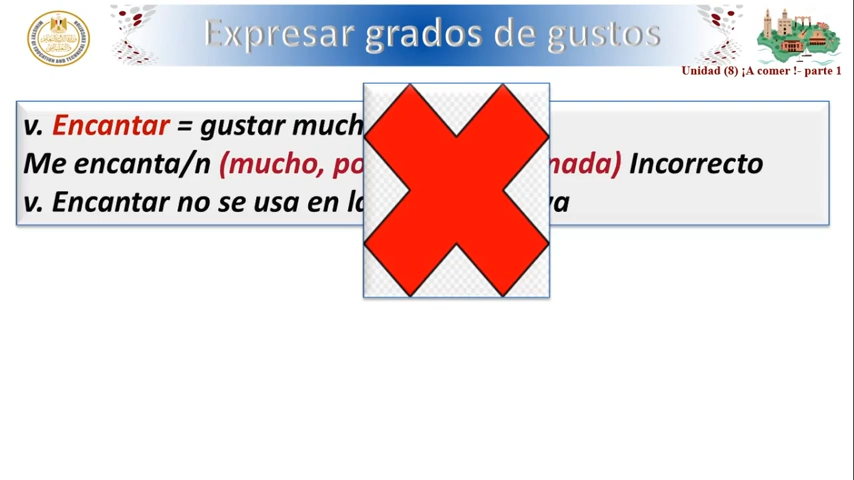 Expresar grados de gustos
Unidad (8) ¡A comer !- parte 1
v. Encantar = gustar much
Me encanta/n (mucho, po nada) Incorrecto
v. Encantar no se usa en